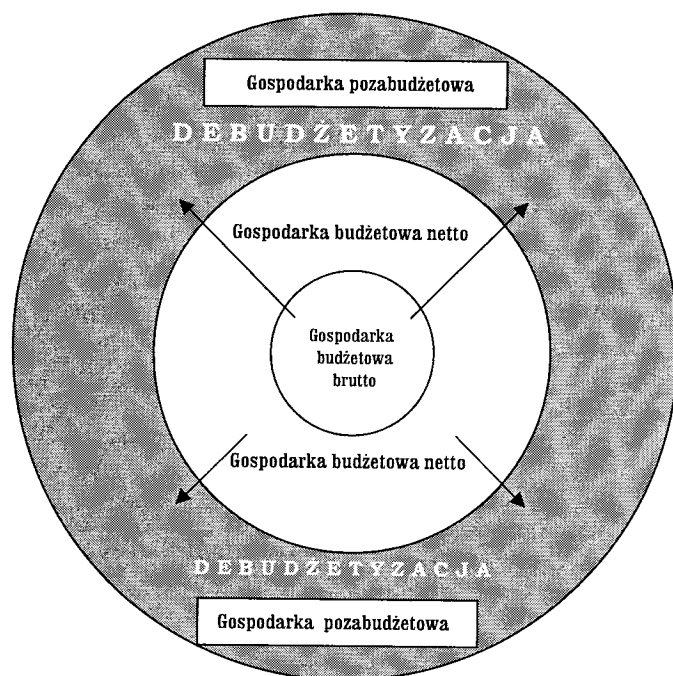 Gospodarka pozabudżetowa
DEBUDŻETYZACJA
Gospodarka budżetowa netto
Gospodarka
budżetowa
brutto
Gospodarka budżetowa netto
DEBUDŻETYZACJA
Gospodarka pozabudżetowa